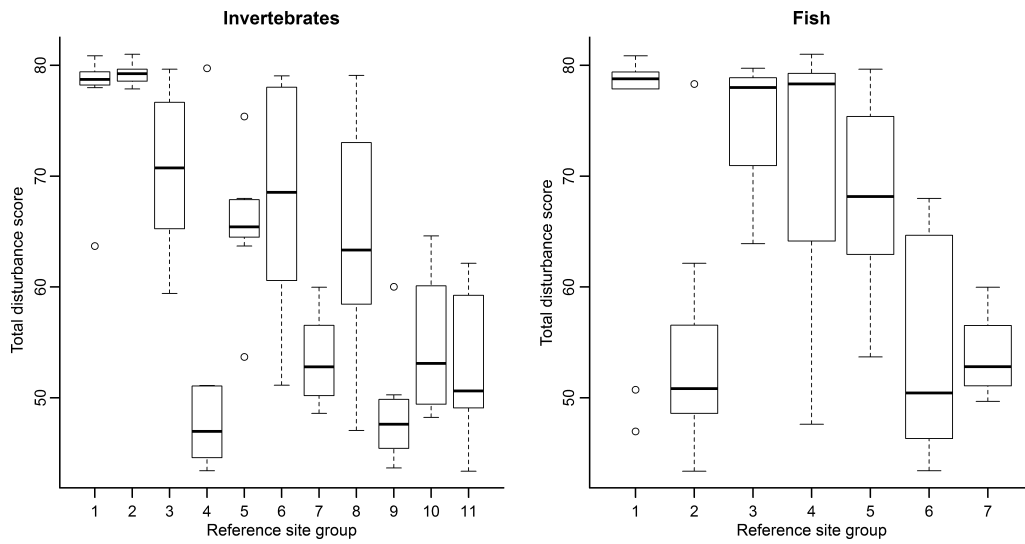 Invertebrates
Total disturbance score
80
70
60
50
1 2 3 4 5 6 7 8 9 10 11
Reference site group
Fish
Total disturbance score
80
70
60
50
1 2 3 4 5 6 7
Reference site group